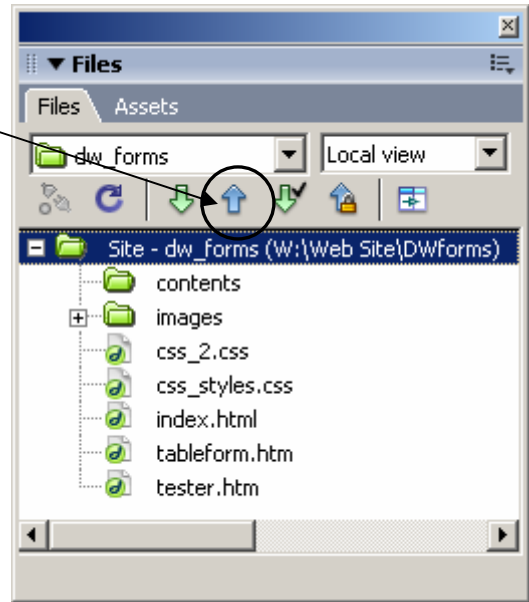 Files
Files Assets
dw_forms Local view
Site - dw_forms (W:\Web Site\DWforms)
contents
images
css_2.css
css_styles.css
index.html
tableform.htm
tester.htm